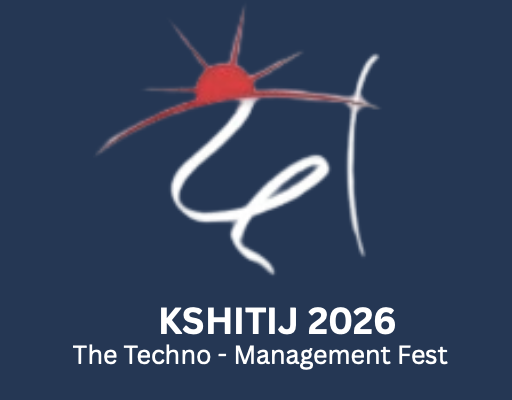 KSHITIJ 2026
The Techno - Management Fest